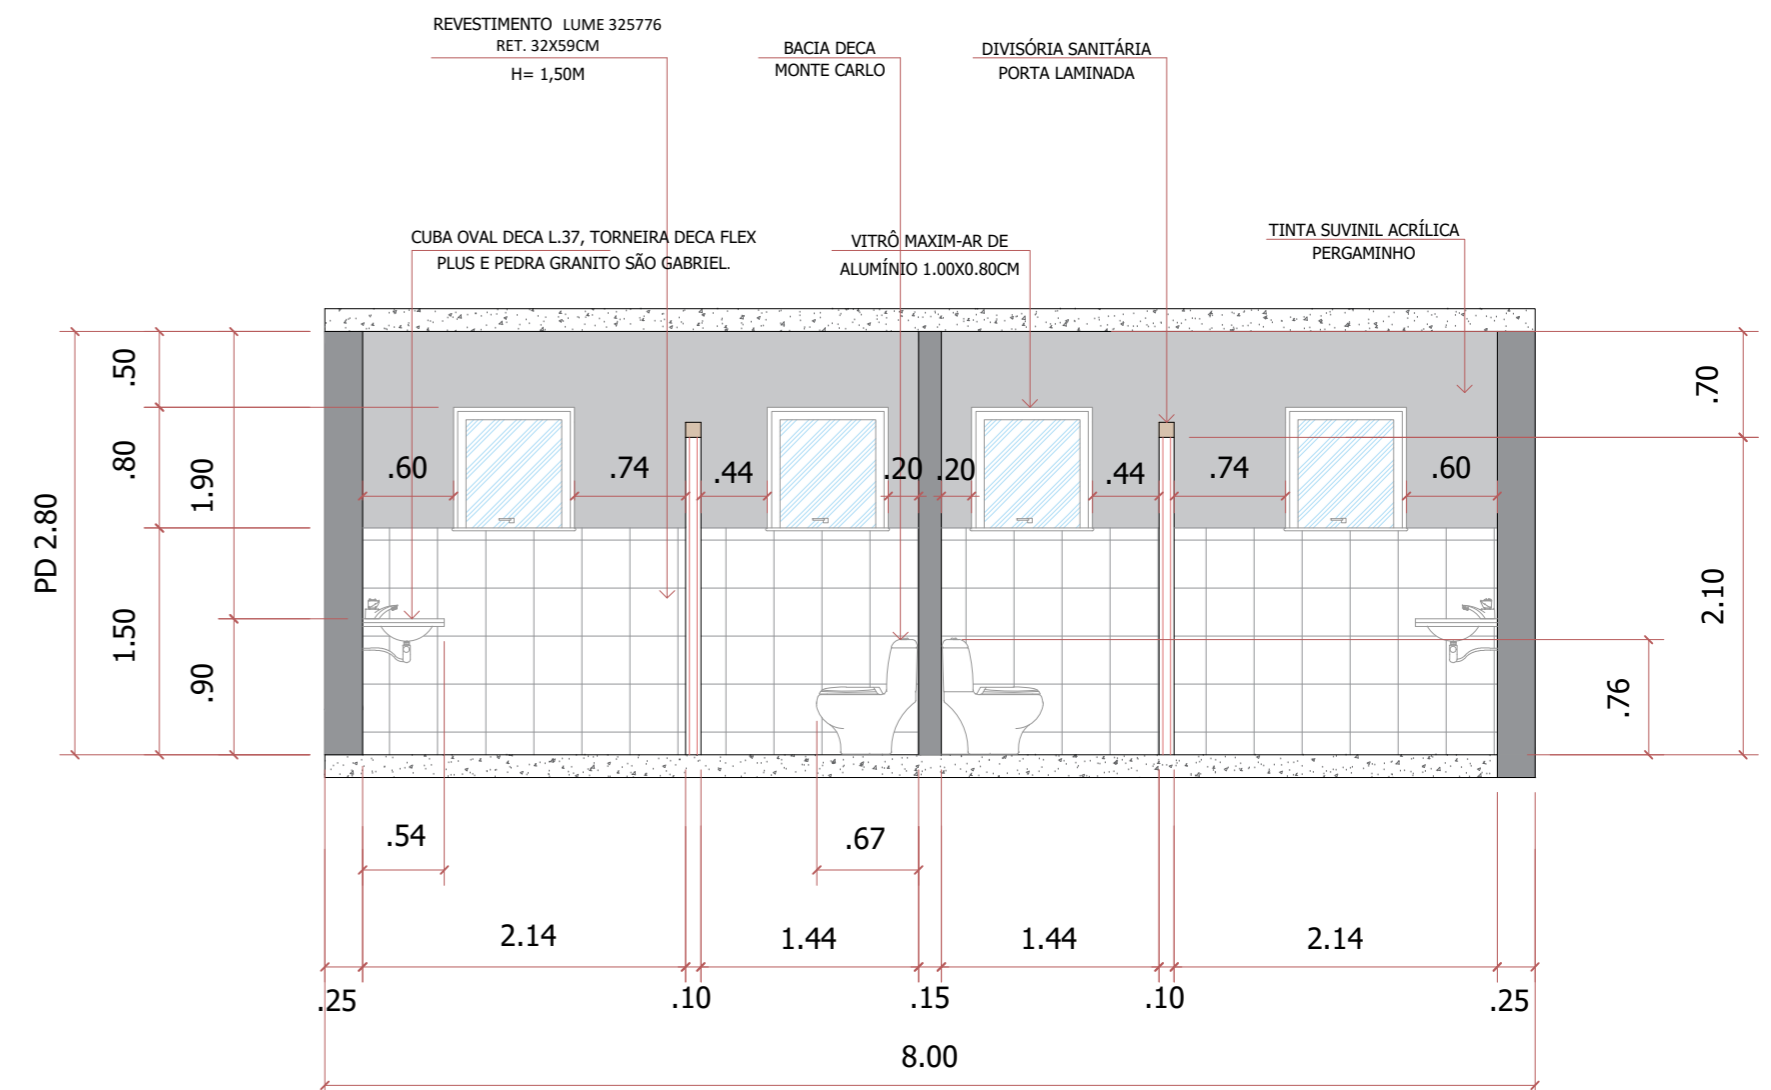 REVESTIMENTO LUME 325776
RET. 32X59CM
H= 1,50M
BACIA DECA
MONTE CARLO
DIVISÓRIA SANITÁRIA
PORTA LAMINADA
CUBA OVAL DECA L.37, TORNEIRA DECA FLEX
PLUS E PEDRA GRANITO SÃO GABRIEL.
VITRÔ MAXIM-AR DE
ALUMÍNIO 1.00X0.80CM
TINTA SUVINIL ACRÍLICA
PERGAMINHO
PD 2.80
.50
.80
1.50
1.90
.90
.60
.74
.44
.20
.20
.44
.74
.60
.70
2.10
.76
.54
.67
2.14
1.44
1.44
2.14
.25
.10
.15
.10
.25
8.00